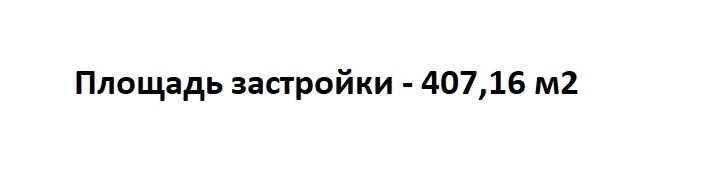 Площадь застройки - 407,16 м2